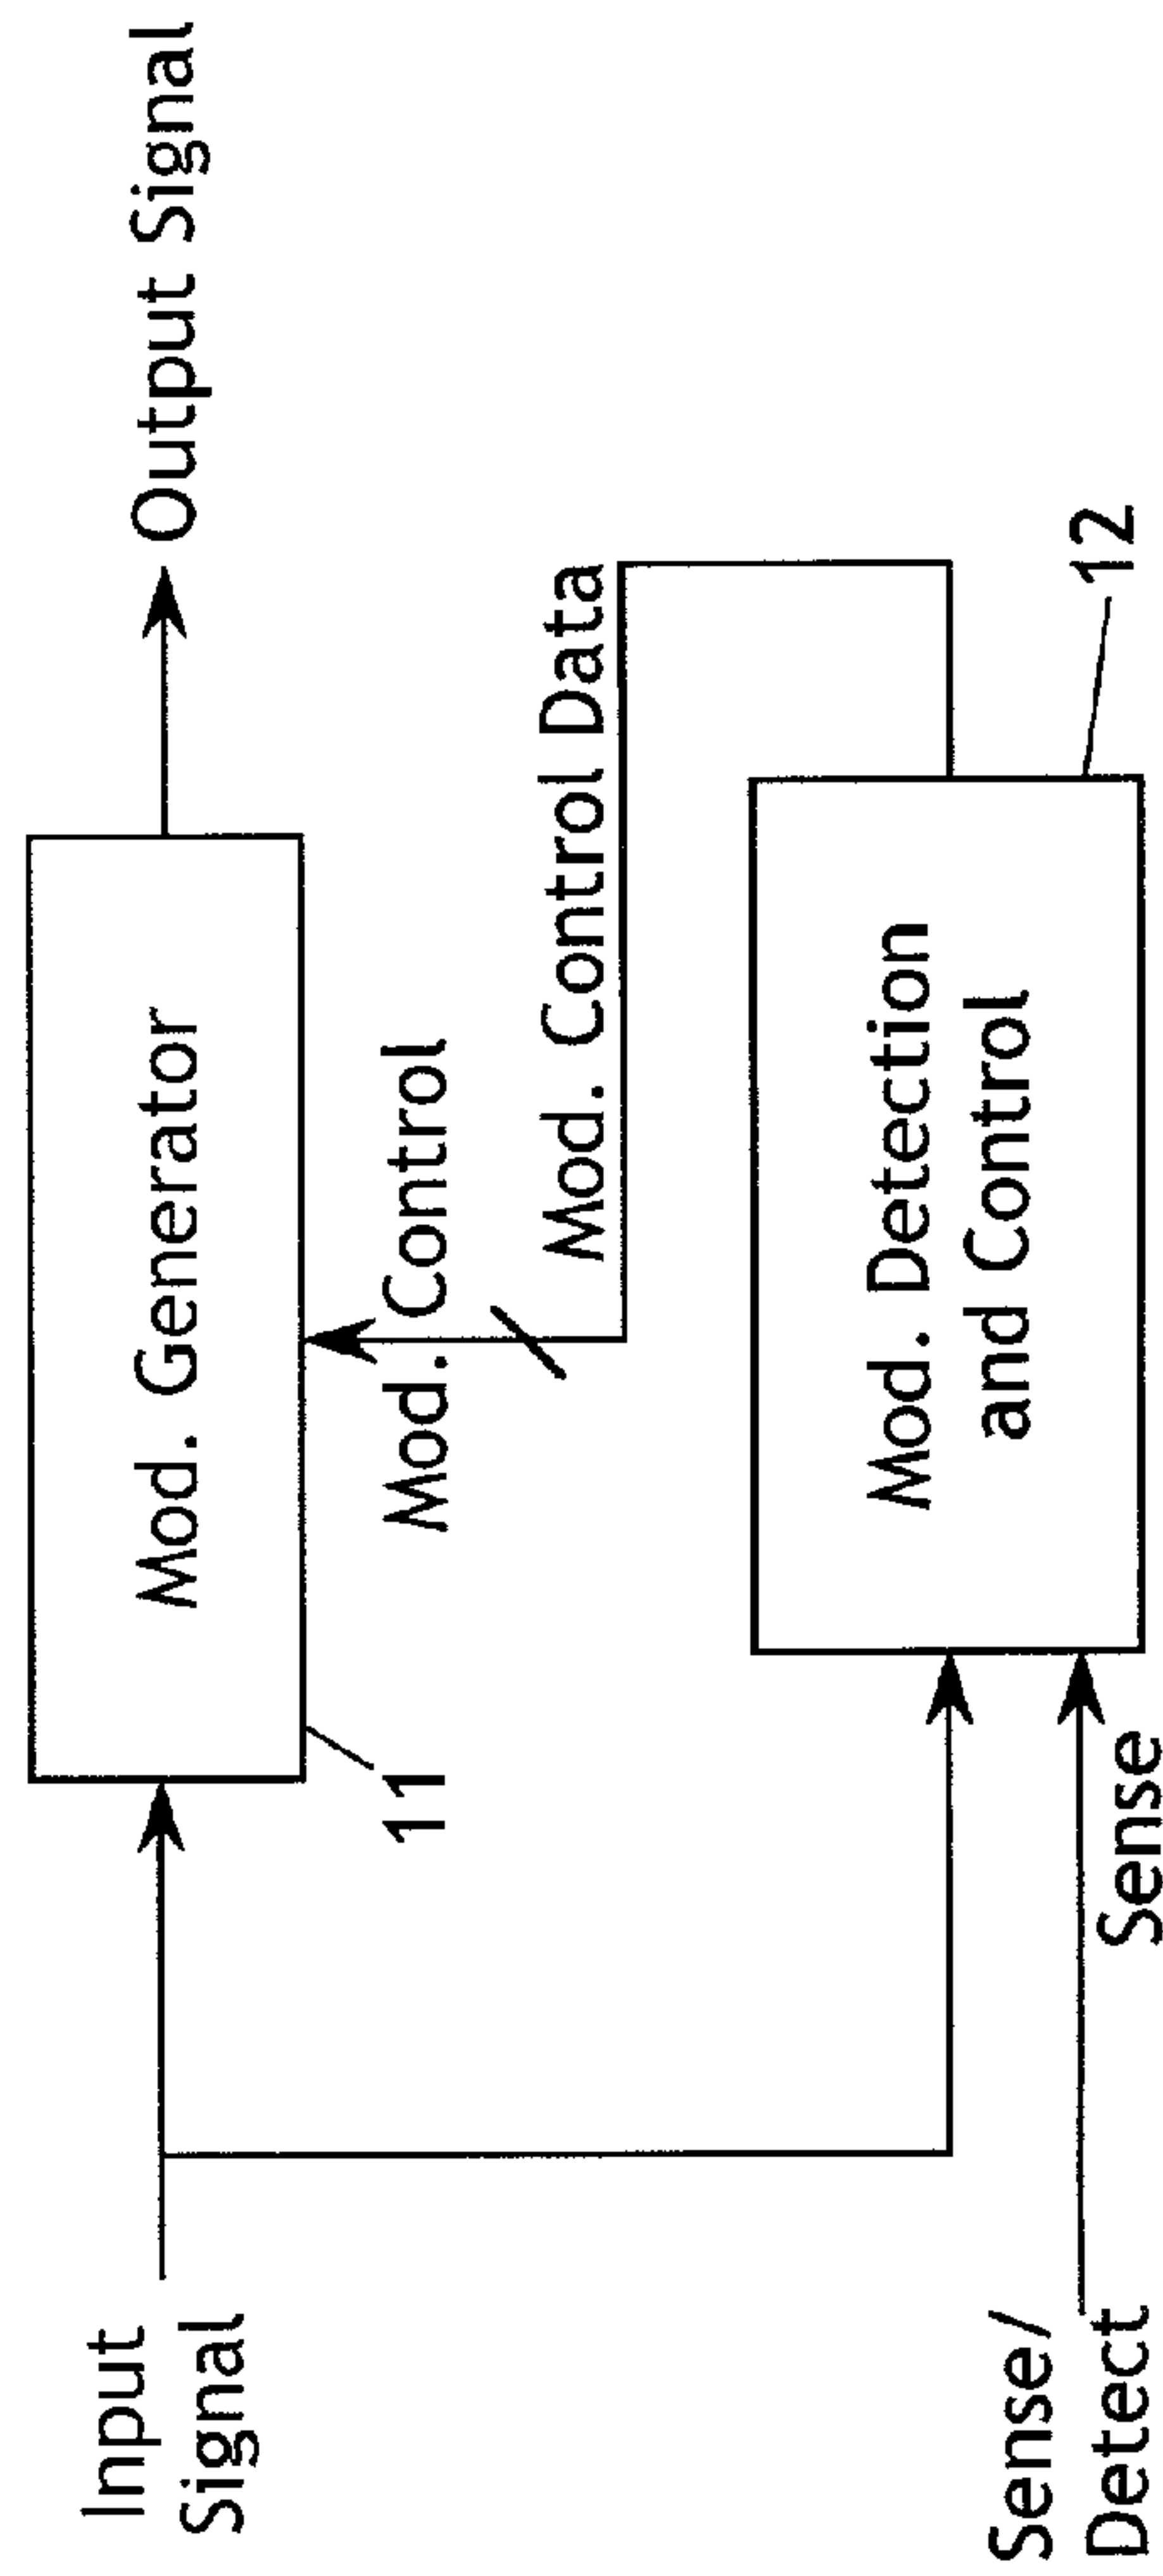 Input
Signal
Mod. Generator
Output Signal
11
Mod. Control
Mod. Control Data
Mod. Detection
and Control
12
Sense/
Detect
Sense